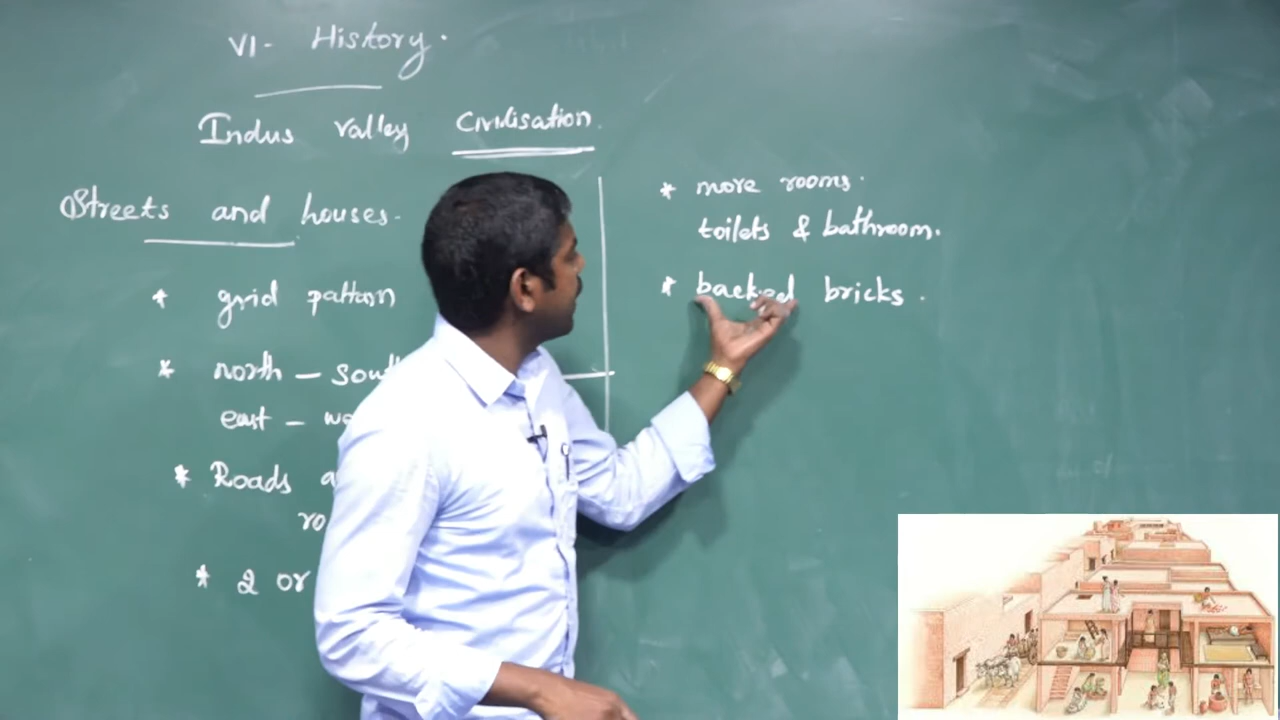 VI- History.
Indus Valley Civilisation.
Streets and houses.
* grid pattarn
* north - sou
east - we
* Roads a
ro
* 2 or
* more rooms.
toilets & bathroom.
* backed bricks.